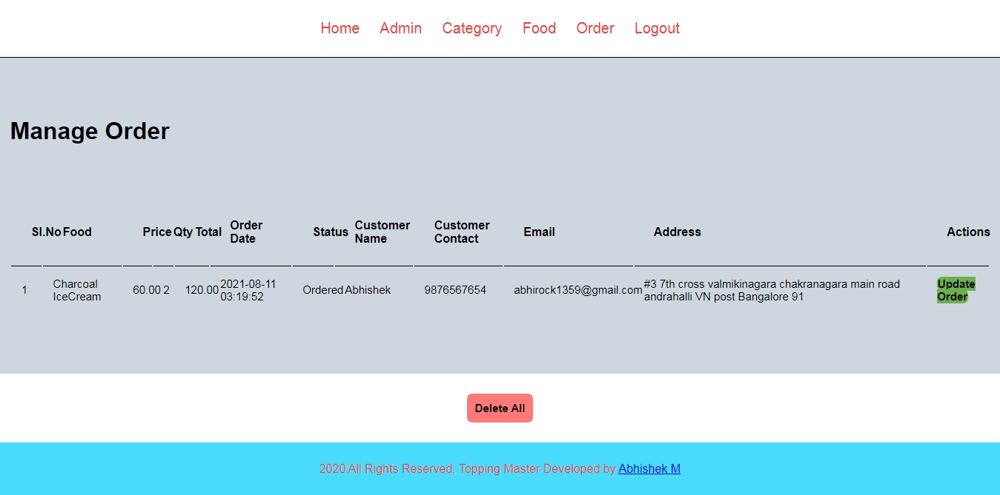 Home Admin Category Food Order Logout
Manage Order
Sl.No Food Price Qty Total Order Date Status Customer Name Customer Contact Email Address Actions
1 Charcoal IceCream 60.00 2 120.00 2021-08-11 03:19:52 Ordered Abhishek 9876567654 abhirock1359@gmail.com #3 7th cross valmikinagara chakranagara main road andrahalli VN post Bangalore 91 Update Order
Delete All
2020 All Rights Reserved, Topping Master Developed by Abhishek M